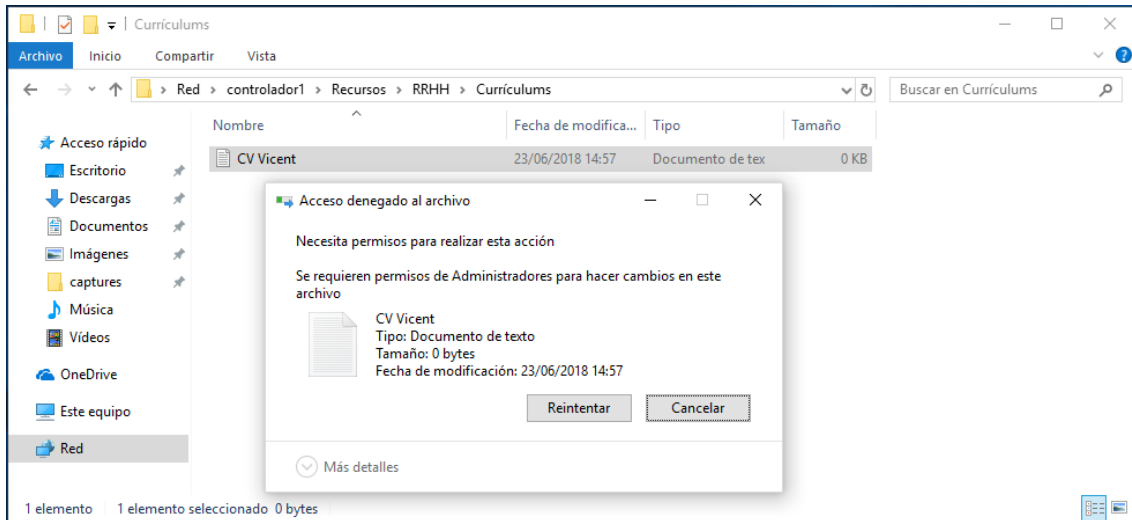 Currículums
Archivo Inicio Compartir Vista
Red > controlador1 > Recursos > RRHH > Currículums
Buscar en Currículums
Nombre Fecha de modifica... Tipo Tamaño
CV Vicent 23/06/2018 14:57 Documento de tex 0 KB
Acceso rápido
Escritorio
Descargas
Documentos
Imágenes
captures
Música
Vídeos
OneDrive
Este equipo
Red
Acceso denegado al archivo
Necesita permisos para realizar esta acción
Se requieren permisos de Administradores para hacer cambios en este
archivo
CV Vicent
Tipo: Documento de texto
Tamaño: 0 bytes
Fecha de modificación: 23/06/2018 14:57
Reintentar Cancelar
Más detalles
1 elemento 1 elemento seleccionado 0 bytes